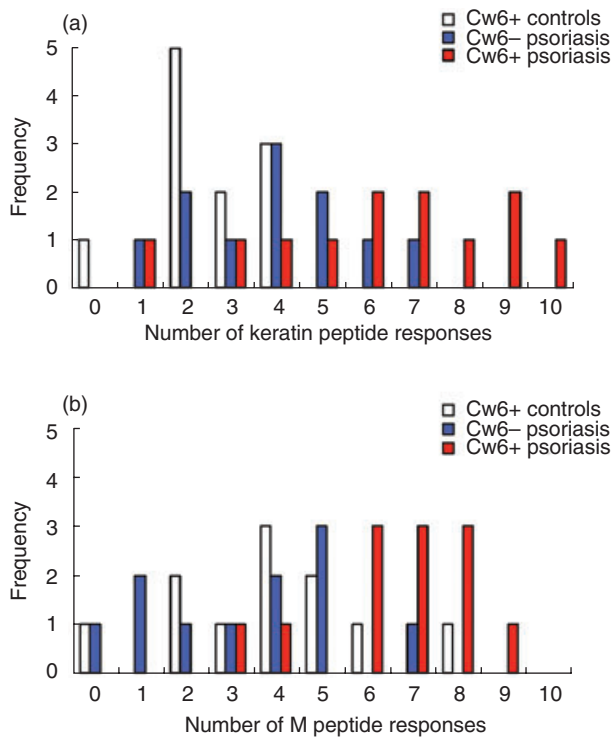 (a)
Cw6+ controls
Cw6– psoriasis
Cw6+ psoriasis
5
4
3
2
1
0
Frequency
0 1 2 3 4 5 6 7 8 9 10
Number of keratin peptide responses
(b)
Cw6+ controls
Cw6– psoriasis
Cw6+ psoriasis
5
4
3
2
1
0
Frequency
0 1 2 3 4 5 6 7 8 9 10
Number of M peptide responses